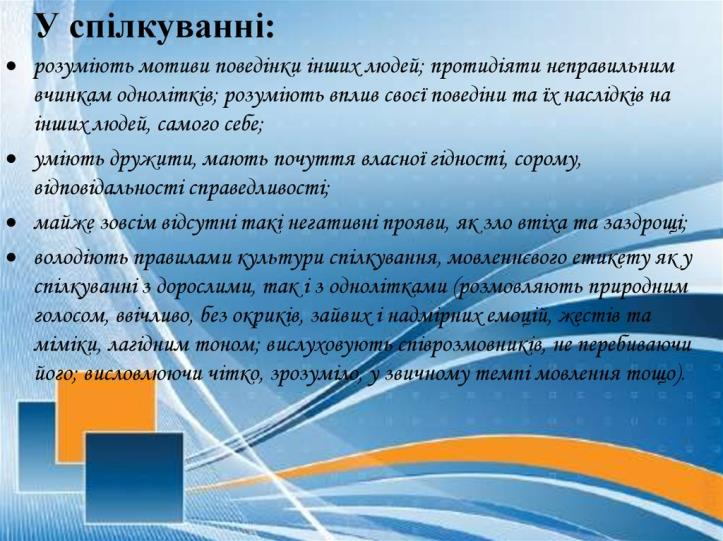 У спілкуванні:
• розуміють мотиви поведінки інших людей; протидіяти неправильним
вчинкам однолітків; розуміють вплив своєї поведіни та їх наслідків на
інших людей, самого себе;
• уміють дружити, мають почуття власної гідності, сорому,
відповідальності справедливості;
• майже зовсім відсутні такі негативні прояви, як зло втіха та заздрощі;
• володіють правилами культури спілкування, мовленнєвого етикету як у
спілкуванні з дорослими, так і з однолітками (розмовляють природним
голосом, ввічливо, без окриків, зайвих і надмірних емоцій, жестів та
міміки, лагідним тоном; вислуховують співрозмовників, не перебиваючи
його; висловлюючи чітко, зрозуміло, у звичному темпі мовлення тощо).